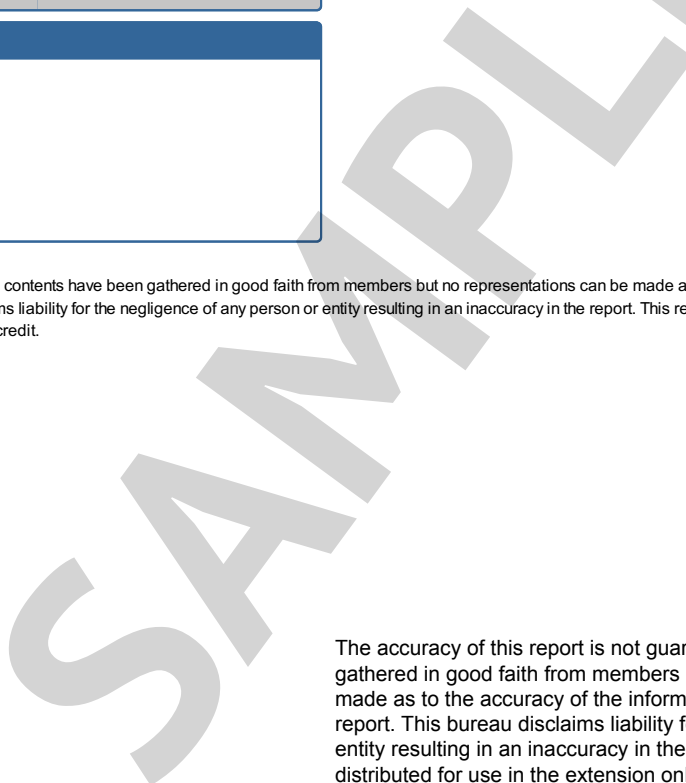 contents have been gathered in good faith from members but no representations can be made a
liability for the negligence of any person or entity resulting in an inaccuracy in the report. This re
credit.
SAMPL
The accuracy of this report is not guar
gathered in good faith from members
made as to the accuracy of the inform
report. This bureau disclaims liability f
entity resulting in an inaccuracy in the
distributed for use in the extension onl